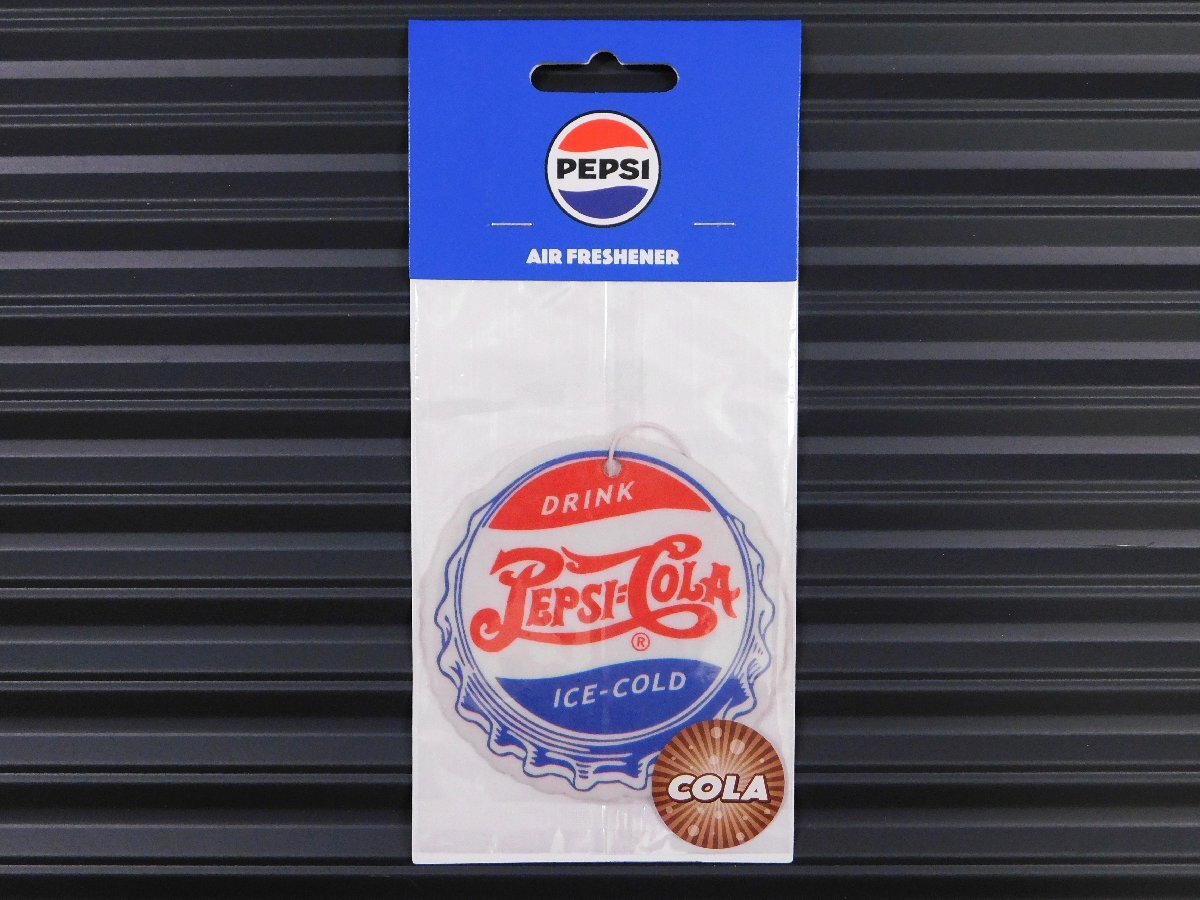 PEPSI
AIR FRESHENER
DRINK
PEPSI=COLA
®
ICE-COLD
COLA